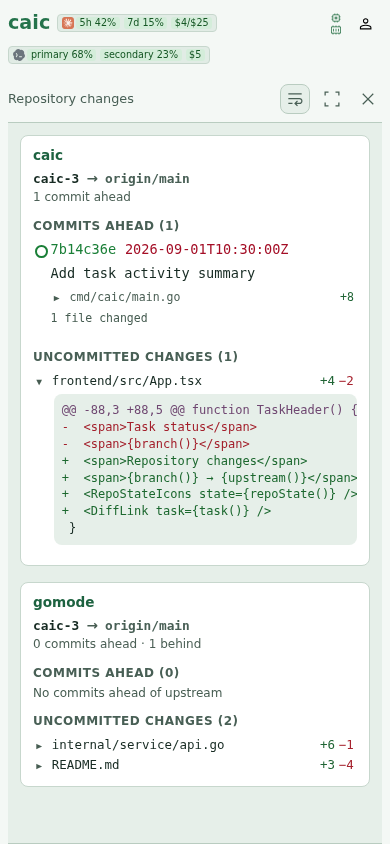 caic 5h 42% 7d 15% $4/$25
primary 68% secondary 23% $5
Repository changes
caic
caic-3 → origin/main
1 commit ahead
COMMITS AHEAD (1)
7b14c36e 2026-09-01T10:30:00Z
Add task activity summary
▸ cmd/caic/main.go +8
1 file changed
UNCOMMITTED CHANGES (1)
▾ frontend/src/App.tsx +4 −2
@@ -88,3 +88,5 @@ function TaskHeader() {
-  <span>Task status</span>
-  <span>{branch()}</span>
+  <span>Repository changes</span>
+  <span>{branch()} → {upstream()}</span>
+  <RepoStateIcons state={repoState()} />
+  <DiffLink task={task()} />
 }
gomode
caic-3 → origin/main
0 commits ahead · 1 behind
COMMITS AHEAD (0)
No commits ahead of upstream
UNCOMMITTED CHANGES (2)
▸ internal/service/api.go +6 −1
▸ README.md +3 −4